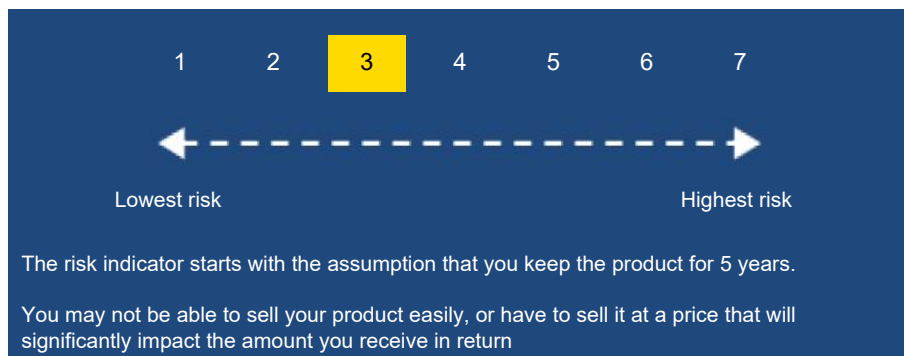 1 2 3 4 5 6 7
Lowest risk Highest risk
The risk indicator starts with the assumption that you keep the product for 5 years.
You may not be able to sell your product easily, or have to sell it at a price that will
significantly impact the amount you receive in return